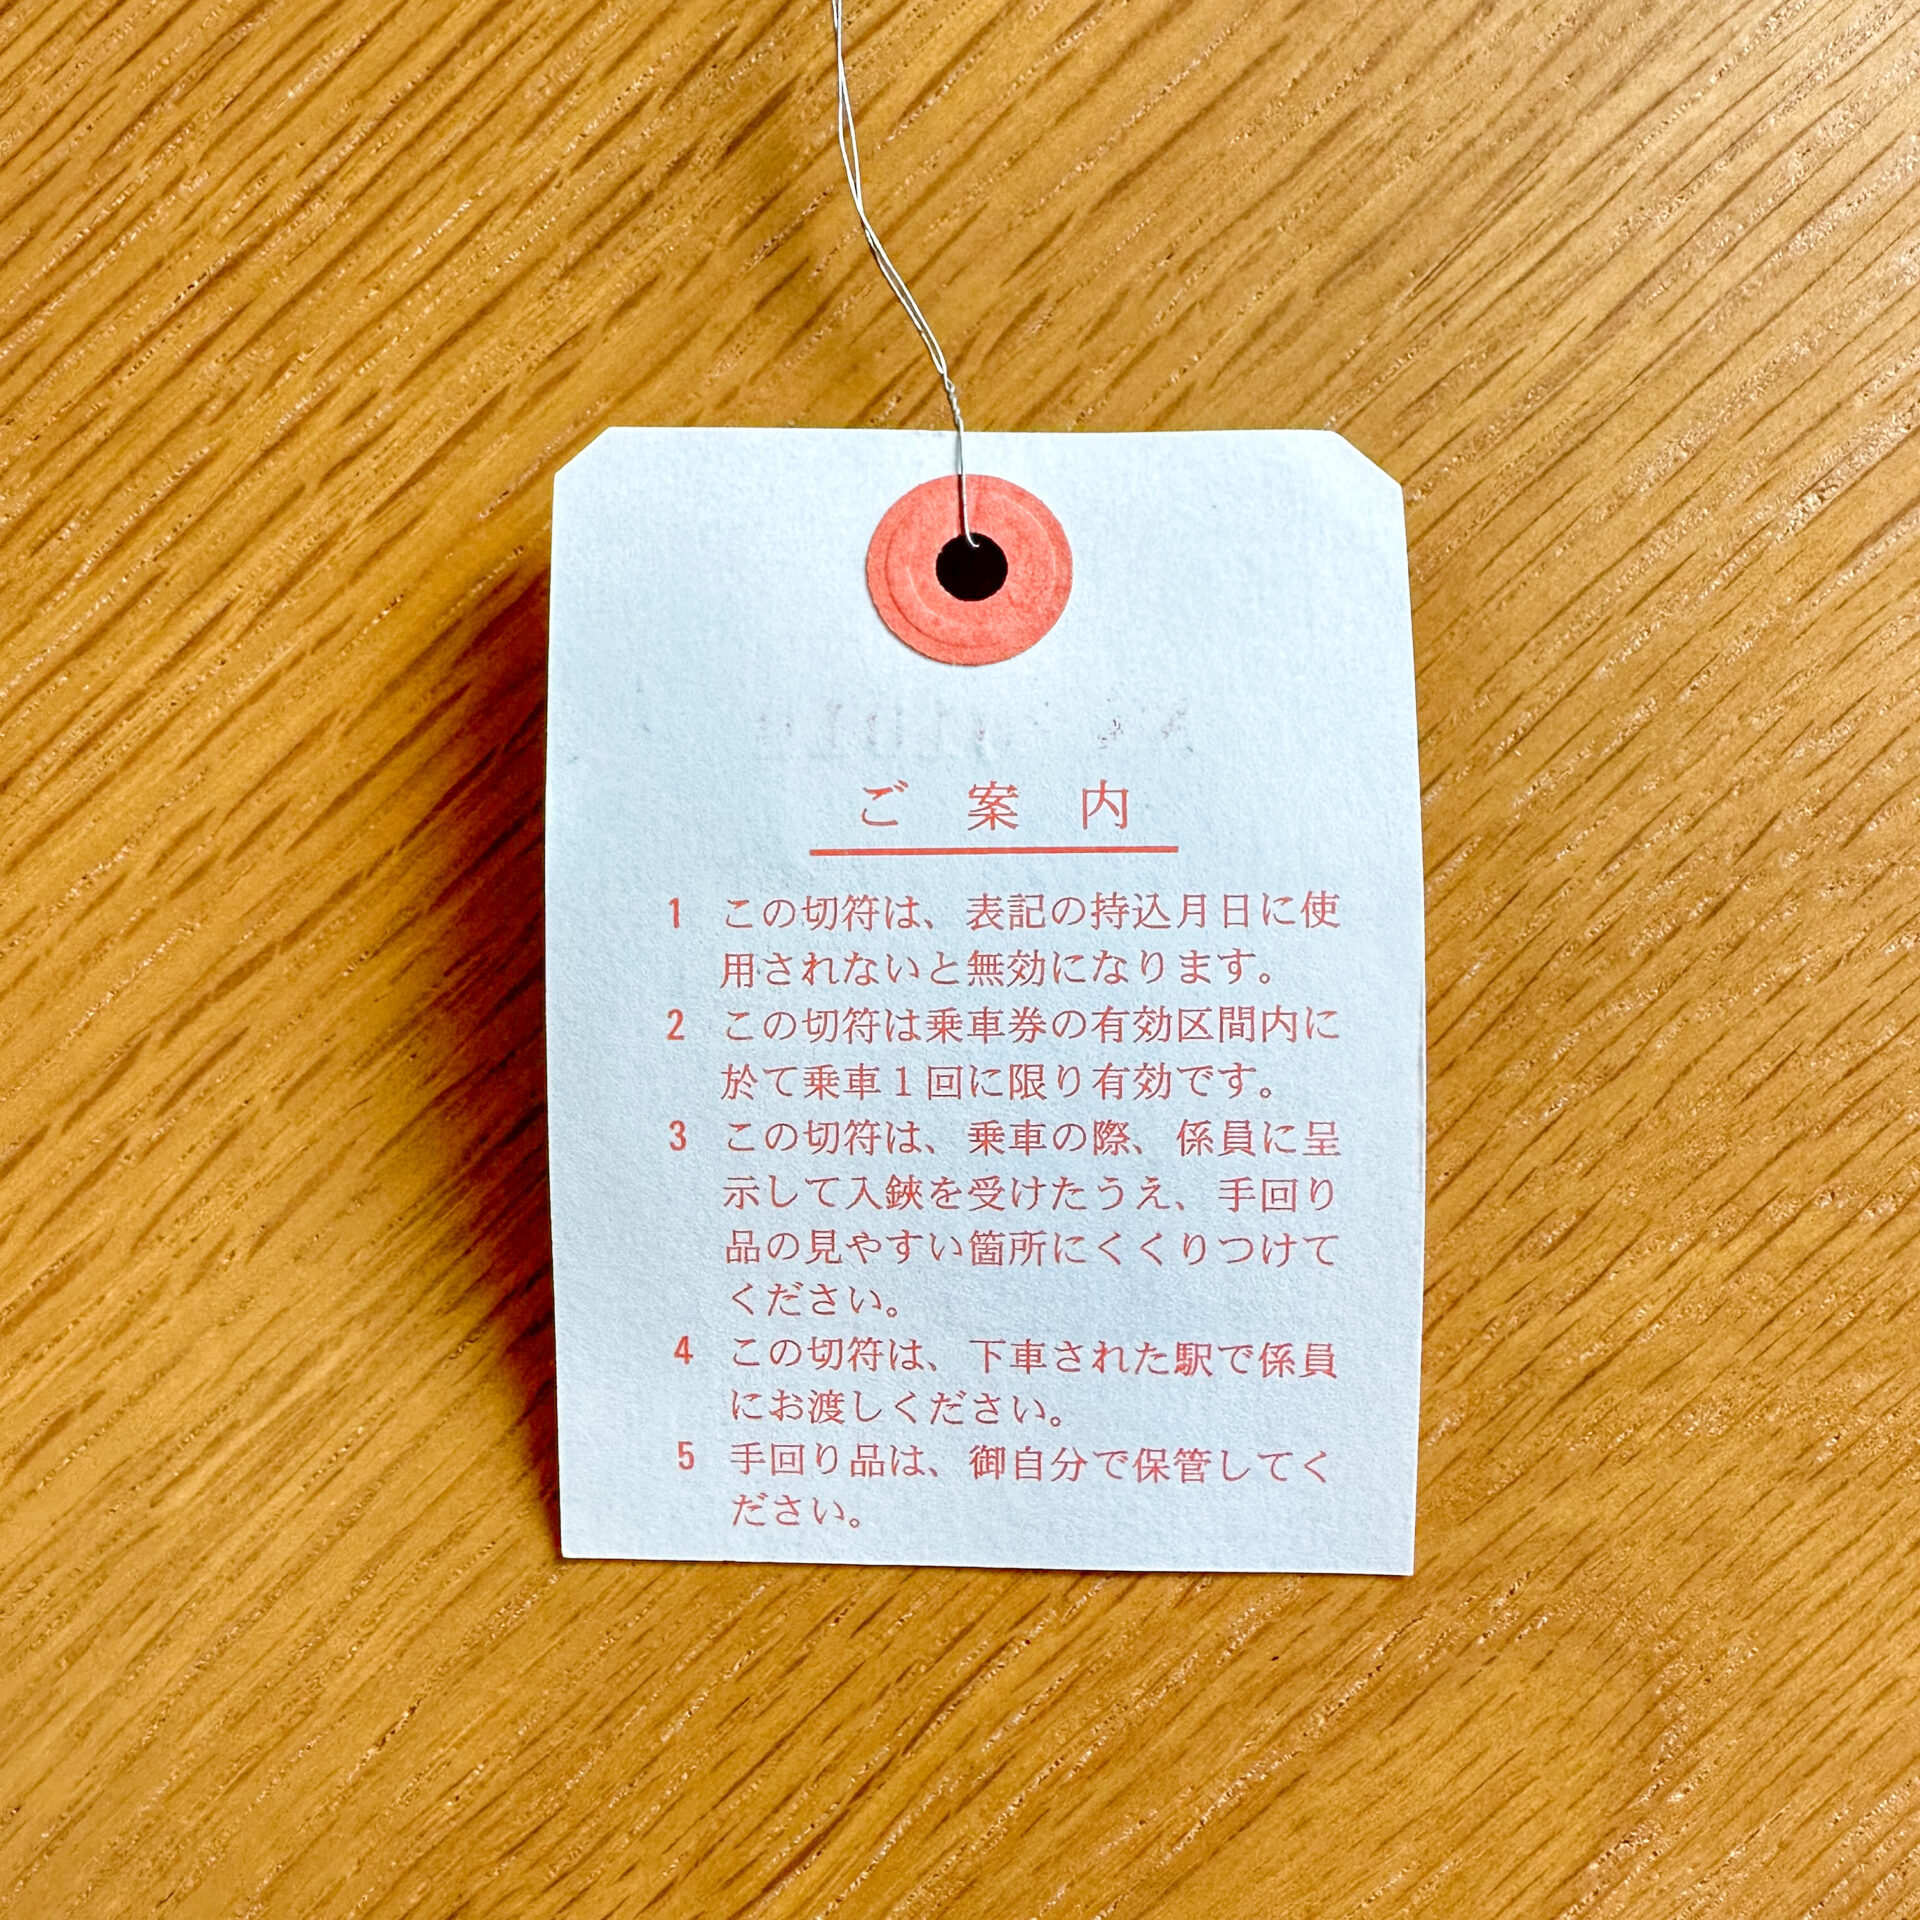 ご案内
1 この切符は、表記の持込月日に使
用されないと無効になります。
2 この切符は乗車券の有効区間内に
於て乗車1回に限り有効です。
3 この切符は、乗車の際、係員に呈
示して入鋏を受けたうえ、手回り
品の見やすい箇所にくくりつけて
ください。
4 この切符は、下車された駅で係員
にお渡しください。
5 手回り品は、御自分で保管してく
ださい。